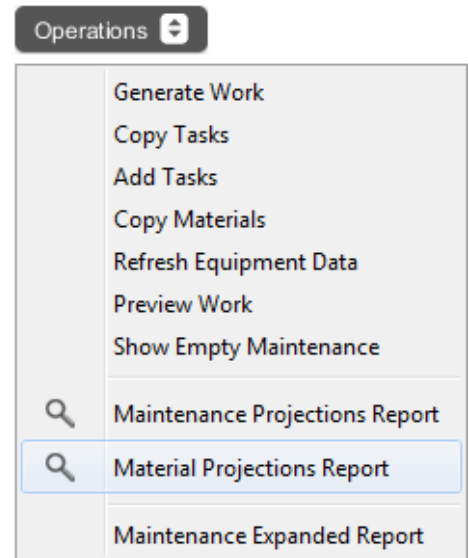 Operations
Generate Work
Copy Tasks
Add Tasks
Copy Materials
Refresh Equipment Data
Preview Work
Show Empty Maintenance
Maintenance Projections Report
Material Projections Report
Maintenance Expanded Report